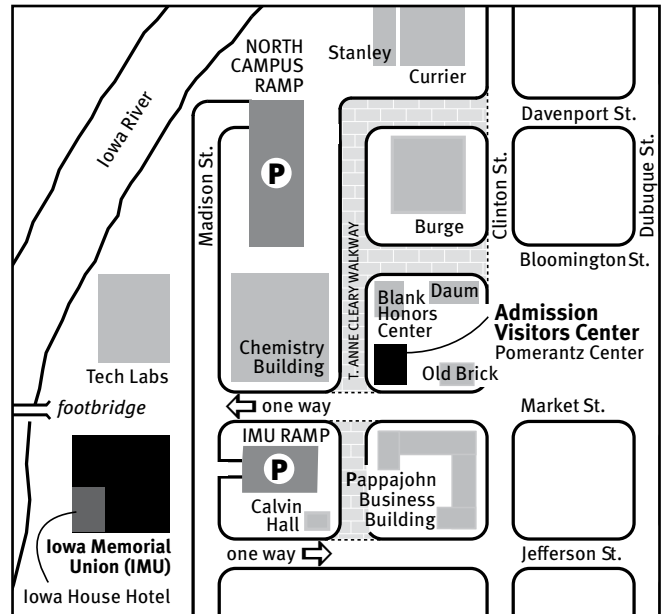 NORTH
CAMPUS
RAMP
Stanley
Currier
Iowa River
Davenport St.
Madison St.
P
Clinton St.
Dubuque St.
Burge
Bloomington St.
T. ANNE CLEARY WALKWAY
Blank
Honors
Center
Daum
Admission
Visitors Center
Pomerantz Center
Chemistry
Building
Old Brick
Tech Labs
footbridge
one way
Market St.
IMU RAMP
P
Pappajohn
Business
Building
Calvin
Hall
Iowa Memorial
Union (IMU)
one way
Jefferson St.
Iowa House Hotel